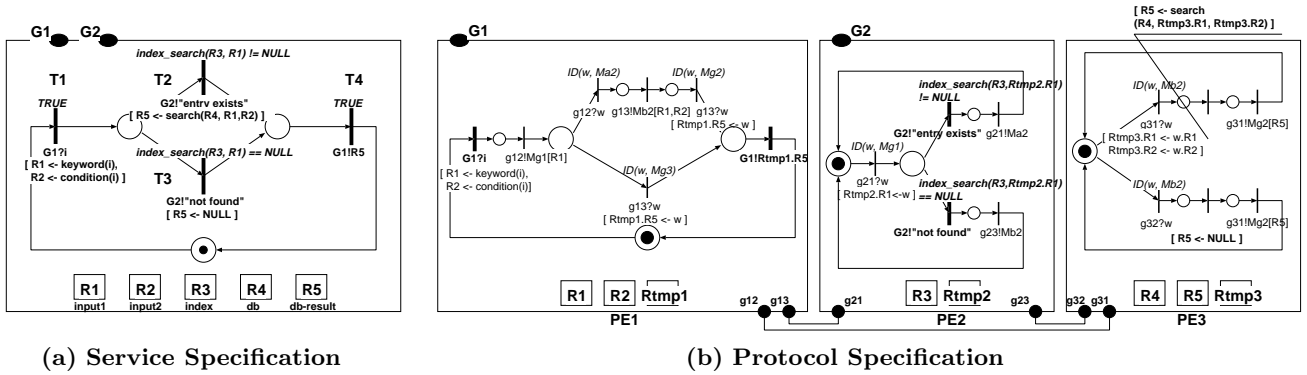 G1 G2
index_search(R3, R1) != NULL
T1 T2 T4
TRUE
G2!"entry exists"
TRUE
[ R5 <- search(R4, R1,R2) ]
index_search(R3, R1) == NULL
G1?i
G1!R5
[ R1 <- keyword(i),
R2 <- condition(i) ]
T3
G2!"not found"
[ R5 <- NULL ]
R1 R2 R3 R4 R5
input1 input2 index db db-result
(a) Service Specification
G1
ID(w, Ma2) ID(w, Mg2)
g12?w
g13!Mb2[R1,R2]
g13?w
[ Rtmp1.R5 <- w ]
G1?i
g12!Mg1[R1]
G1!Rtmp1.R5
[ R1 <- keyword(i),
R2 <- condition(i)]
ID(w, Mg3)
g13?w
[ Rtmp1.R5 <- w ]
R1 R2 Rtmp1
g12 g13
PE1
G2
index_search(R3,Rtmp2.R1)
!= NULL
G2!"entry exists"
g21!Ma2
ID(w, Mg1)
g21?w
[ Rtmp2.R1<-w ]
index_search(R3,Rtmp2.R1)
== NULL
G2!"not found"
g23!Mb2
R3 Rtmp2
g21 g23
PE2
[ R5 <- search
(R4, Rtmp3.R1, Rtmp3.R2) ]
ID(w, Mb2)
g31?w
g31!Mg2[R5]
[ Rtmp3.R1 <- w.R1
Rtmp3.R2 <- w.R2 ]
ID(w, Mb2)
g32?w
g31!Mg2[R5]
[ R5 <- NULL ]
R4 R5 Rtmp3
g32 g31
PE3
(b) Protocol Specification